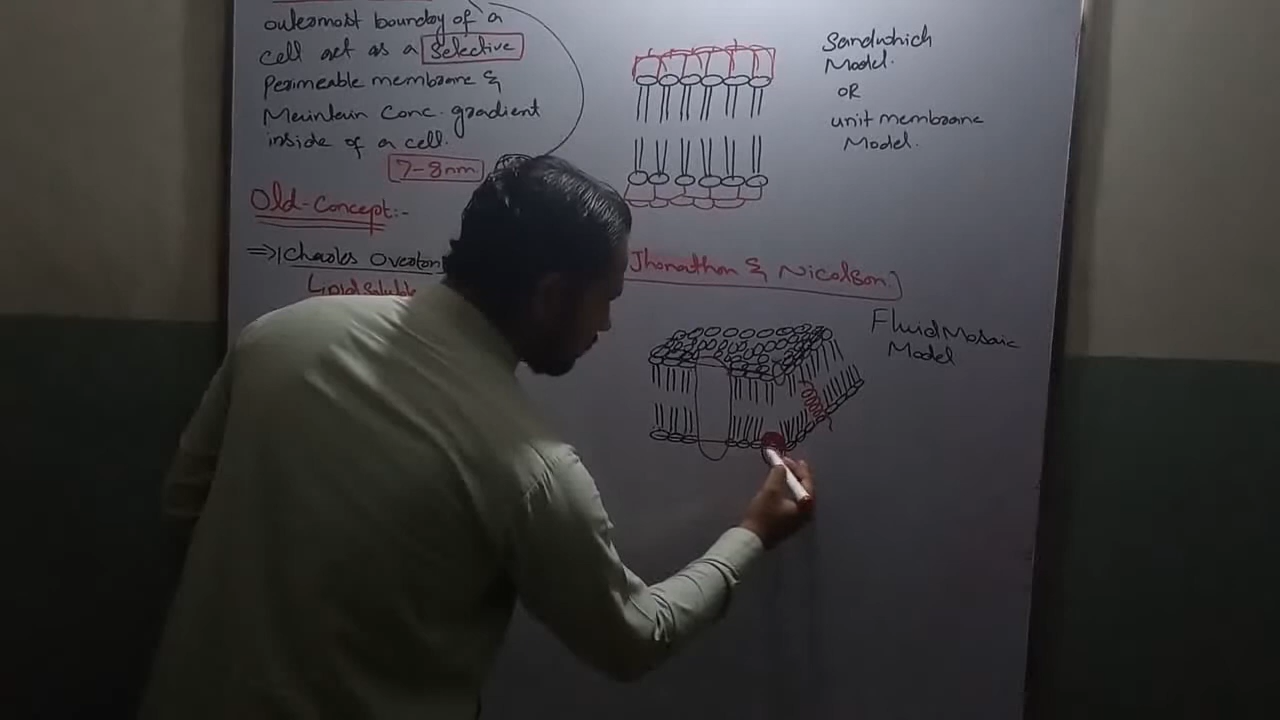 outermost boundry of a
cell act as a Selective
Permeable membrane &
Maintain Conc. gradient
inside of a cell.
7-8nm
Old-Concept:-
=> Charles Overton
Lipid Soluble
Sandwhich
Model.
OR
unit membrane
Model.
Jhonathon & Nicolson)
Fluid Mosaic
Model